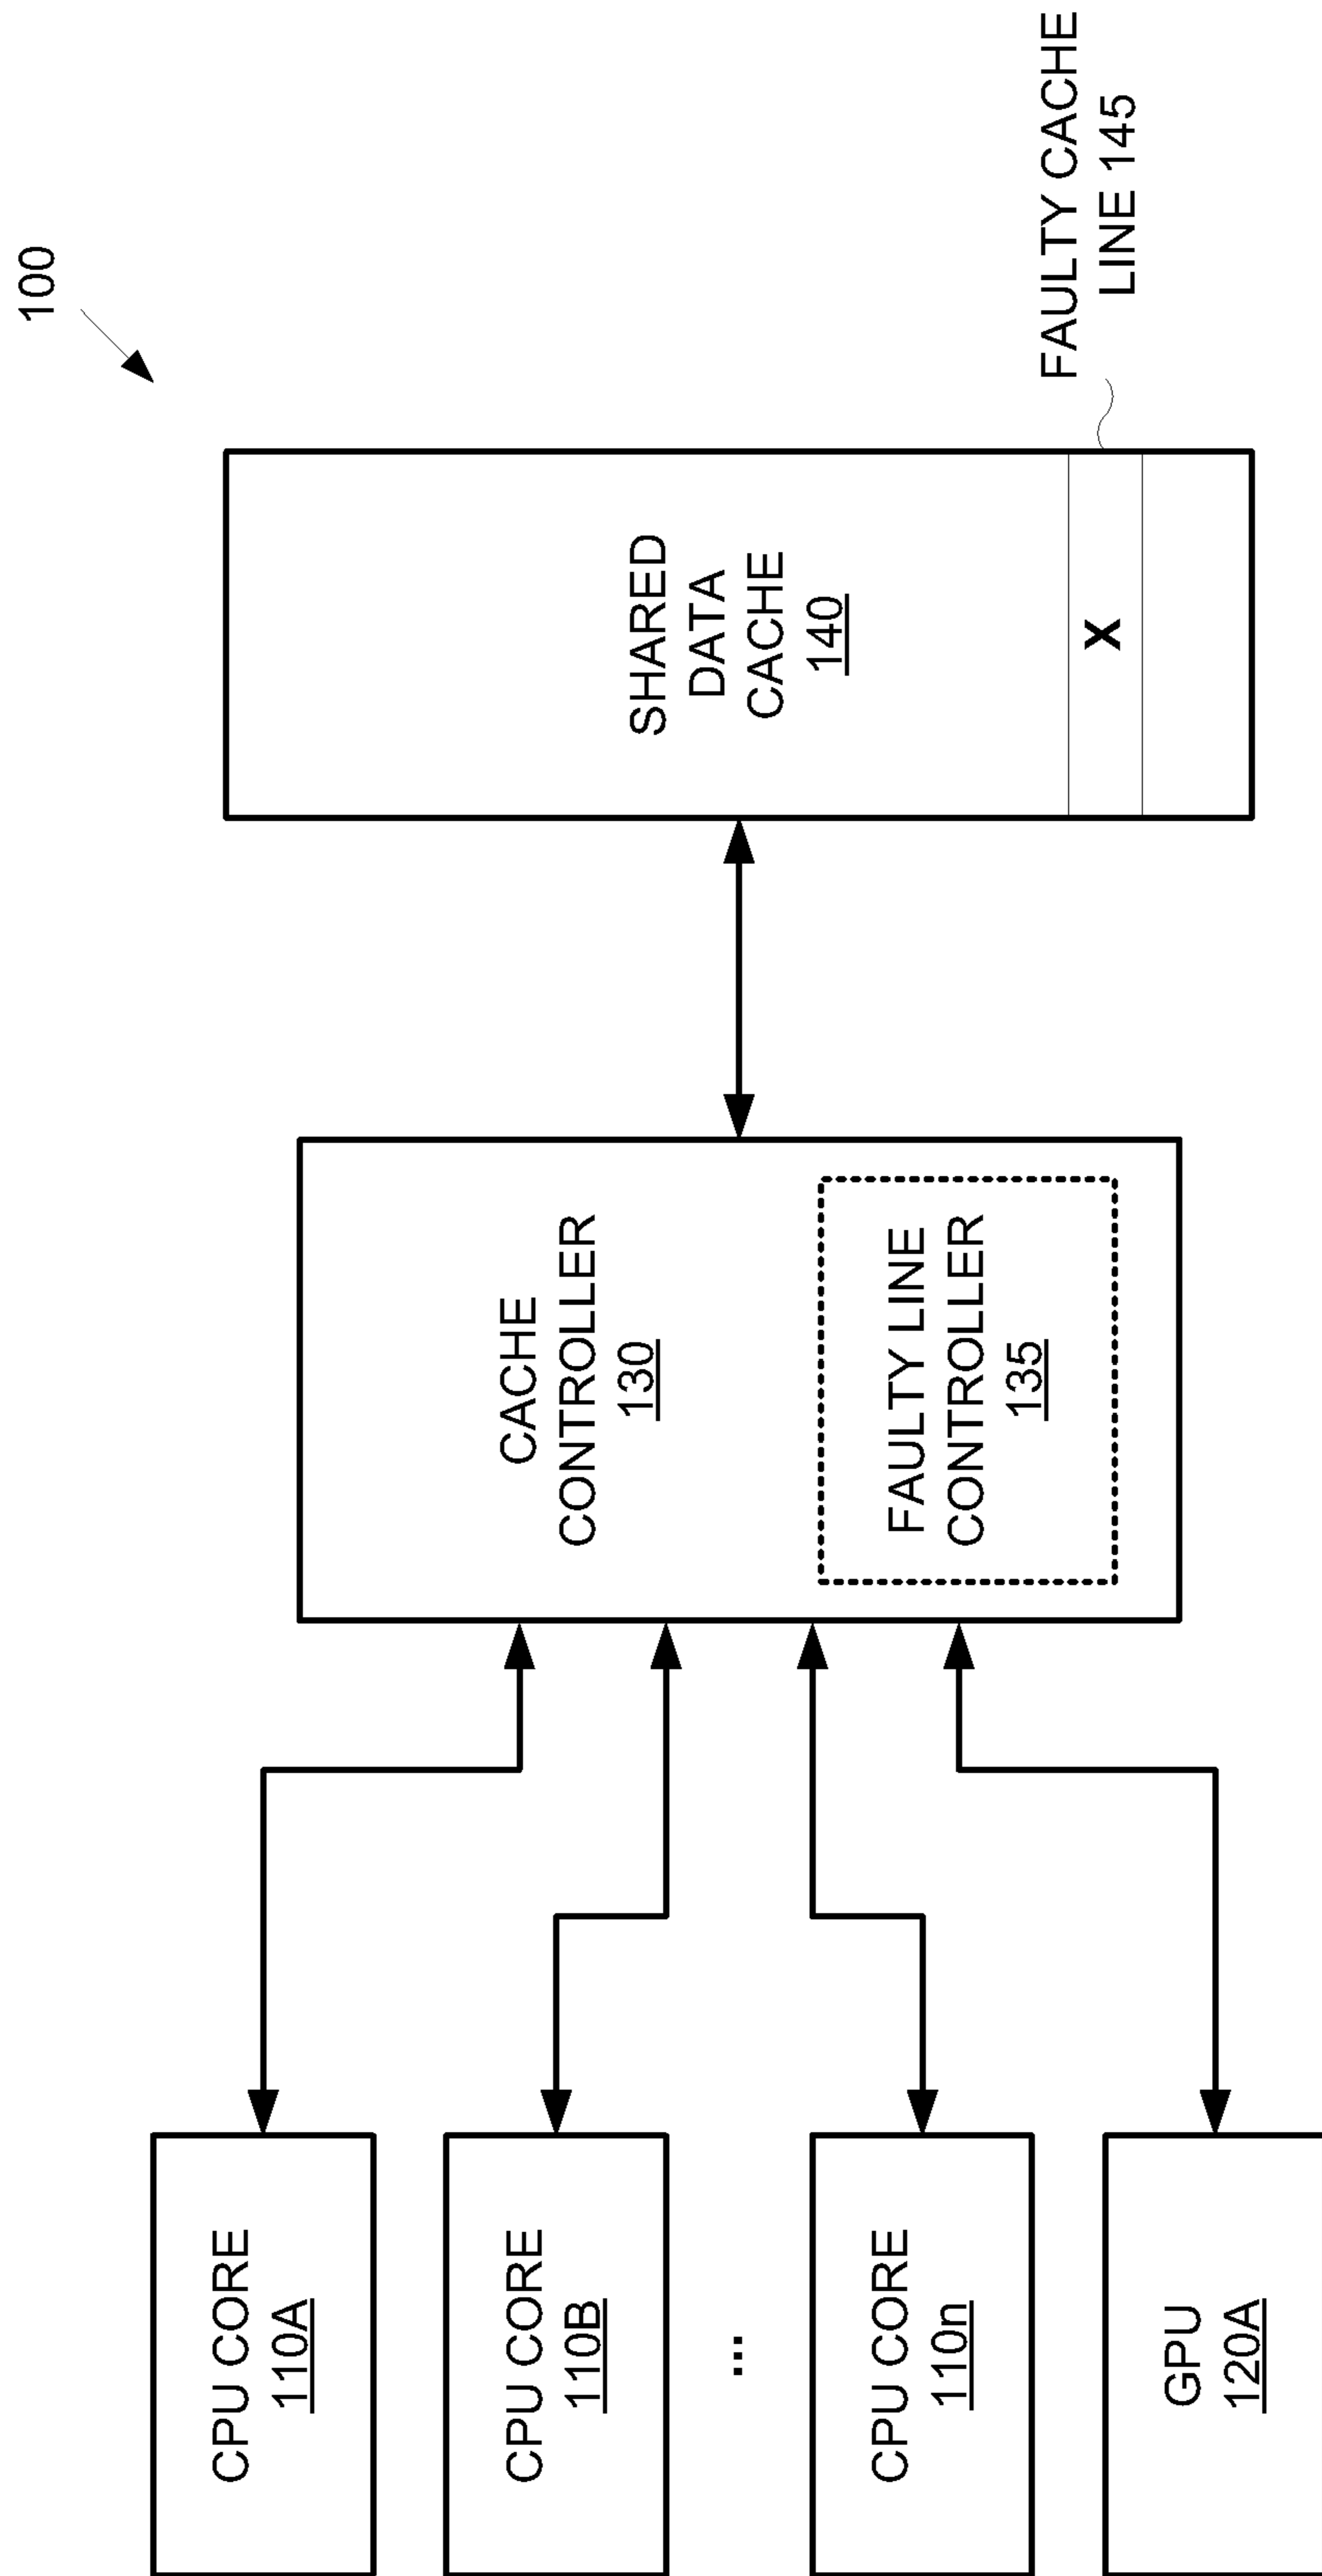 100
CPU CORE
110A
CPU CORE
110B
...
CPU CORE
110n
GPU
120A
CACHE
CONTROLLER
130
FAULTY LINE
CONTROLLER
135
SHARED
DATA
CACHE
140
X
FAULTY CACHE
LINE 145